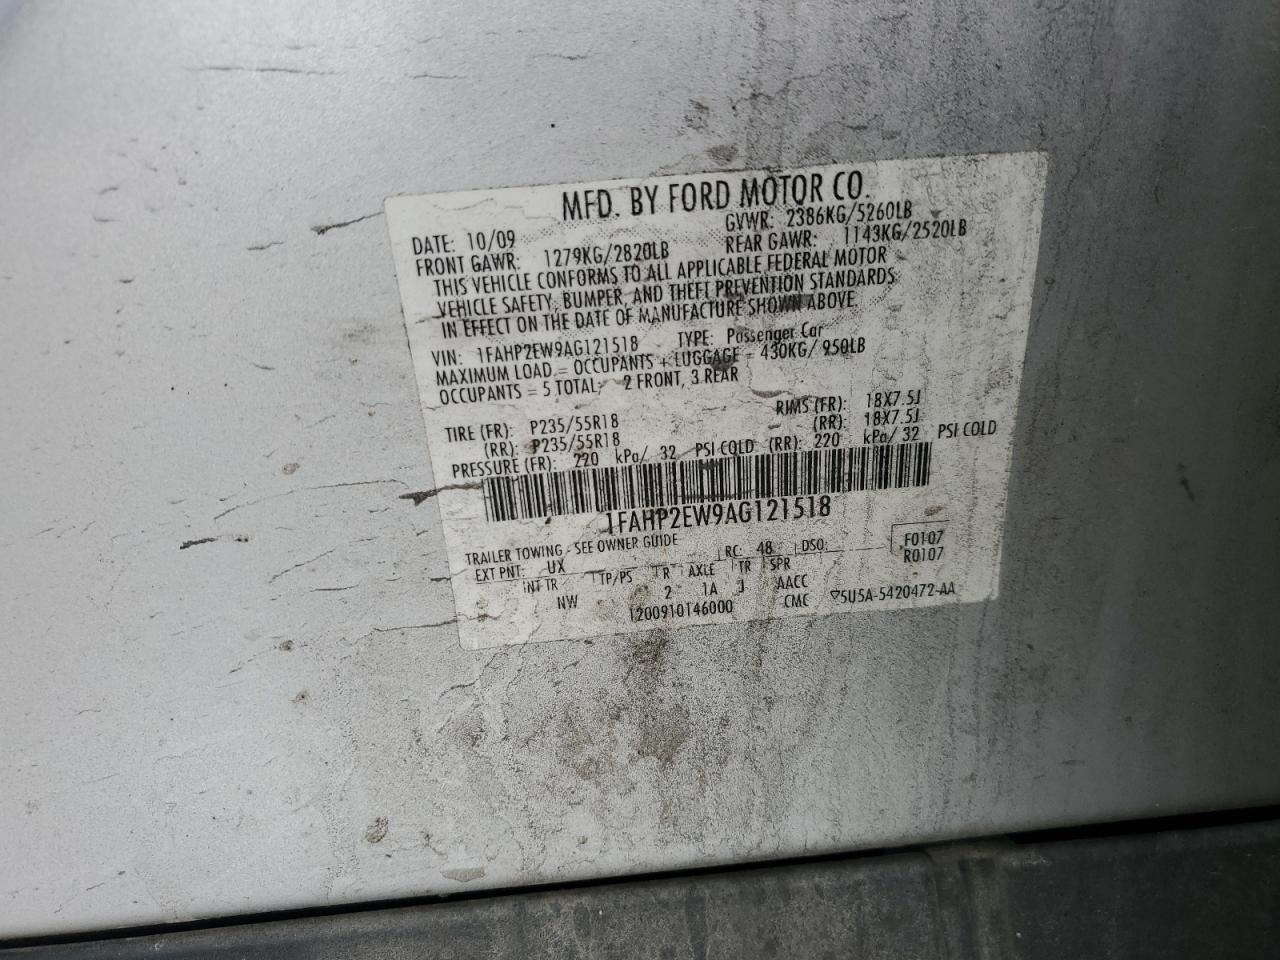 MFD. BY FORD MOTOR CO.
DATE: 10/09 GVWR: 2386KG/5260LB
FRONT GAWR: 1279KG/2820LB REAR GAWR: 1143KG/2520LB
THIS VEHICLE CONFORMS TO ALL APPLICABLE FEDERAL MOTOR
VEHICLE SAFETY, BUMPER, AND THEFT PREVENTION STANDARDS
IN EFFECT ON THE DATE OF MANUFACTURE SHOWN ABOVE.
VIN: 1FAHP2EW9AG121518 TYPE: Passenger Car
MAXIMUM LOAD = OCCUPANTS + LUGGAGE = 430KG/ 950LB
OCCUPANTS = 5 TOTAL: 2 FRONT, 3 REAR
TIRE (FR): P235/55R18 RIMS (FR): 18X7.5J
(RR): P235/55R18 (RR): 18X7.5J
PRESSURE (FR): 220 kPa/ 32 PSI COLD (RR): 220 kPa/ 32 PSI COLD
1FAHP2EW9AG121518
TRAILER TOWING - SEE OWNER GUIDE
EXT PNT: UX RC: 48 DSO: F0107
R0107
INT TR TP/PS R AXLE TR SPR
NW 2 1A J AACC
1200910146000 CMC 5U5A-5420472-AA